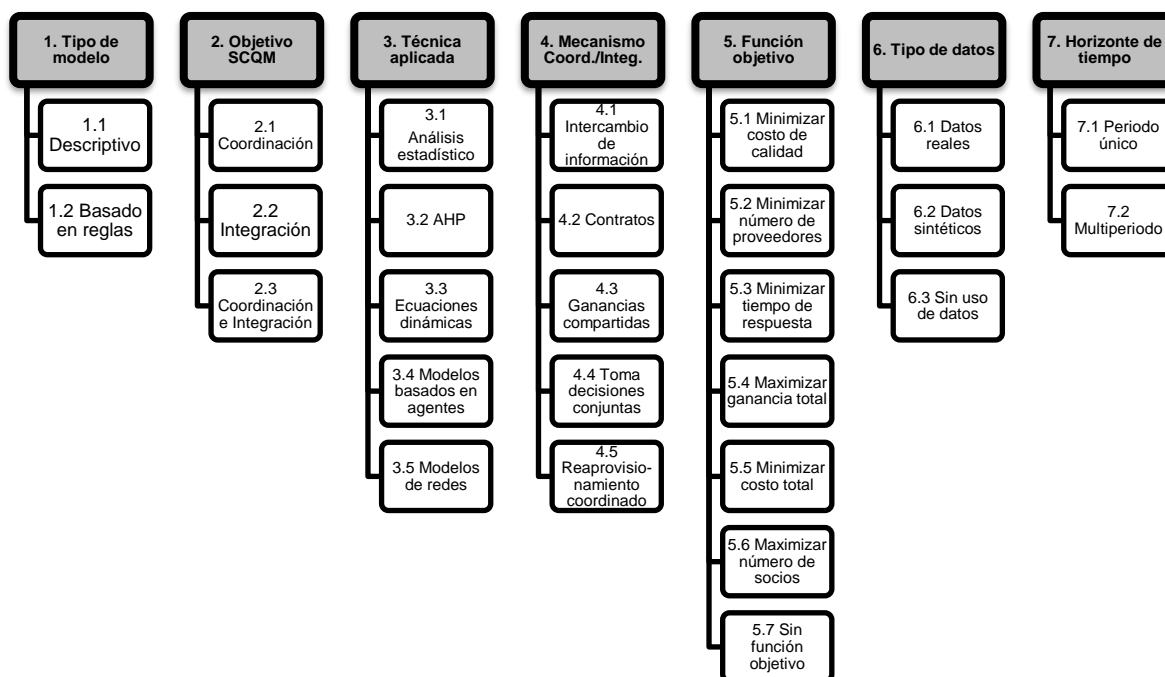 1. Tipo de
modelo
1.1
Descriptivo
1.2 Basado
en reglas
2. Objetivo
SCQM
2.1
Coordinación
2.2
Integración
2.3
Coordinación
e Integración
3. Técnica
aplicada
3.1
Análisis
estadístico
3.2 AHP
3.3
Ecuaciones
dinámicas
3.4 Modelos
basados en
agentes
3.5 Modelos
de redes
4. Mecanismo
Coord./Integ.
4.1
Intercambio
de
información
4.2 Contratos
4.3
Ganancias
compartidas
4.4 Toma
decisiones
conjuntas
4.5
Reaprovisio-
namiento
coordinado
5. Función
objetivo
5.1 Minimizar
costo de
calidad
5.2 Minimizar
número de
proveedores
5.3 Minimizar
tiempo de
respuesta
5.4 Maximizar
ganancia total
5.5 Minimizar
costo total
5.6 Maximizar
número de
socios
5.7 Sin
función
objetivo
6. Tipo de datos
6.1 Datos
reales
6.2 Datos
sintéticos
6.3 Sin uso
de datos
7. Horizonte de
tiempo
7.1 Periodo
único
7.2
Multiperiodo